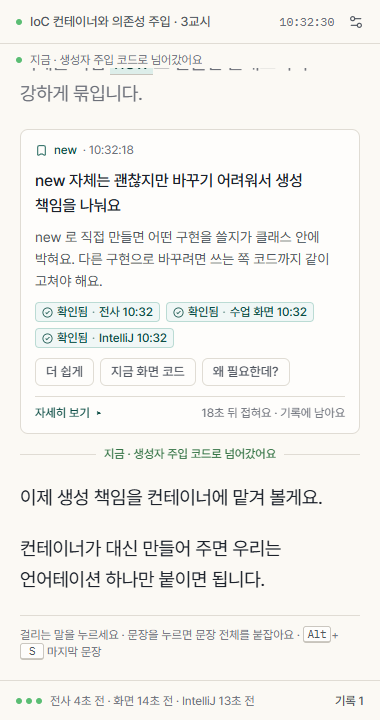 IoC 컨테이너와 의존성 주입 · 3교시 10:32:30
지금 · 생성자 주입 코드로 넘어갔어요
강하게 묶입니다.
new · 10:32:18
new 자체는 괜찮지만 바꾸기 어려워서 생성
책임을 나눠요
new 로 직접 만들면 어떤 구현을 쓸지가 클래스 안에
박혀요. 다른 구현으로 바꾸려면 쓰는 쪽 코드까지 같이
고쳐야 해요.
확인됨 · 전사 10:32 확인됨 · 수업 화면 10:32
확인됨 · IntelliJ 10:32
더 쉽게 지금 화면 코드 왜 필요한데?
자세히 보기 ▸ 18초 뒤 접혀요 · 기록에 남아요
지금 · 생성자 주입 코드로 넘어갔어요
이제 생성 책임을 컨테이너에 맡겨 볼게요.
컨테이너가 대신 만들어 주면 우리는
언어테이션 하나만 붙이면 됩니다.
걸리는 말을 누르세요 · 문장을 누르면 문장 전체를 붙잡아요 · Alt +
S 마지막 문장
전사 4초 전 · 화면 14초 전 · IntelliJ 13초 전 기록 1